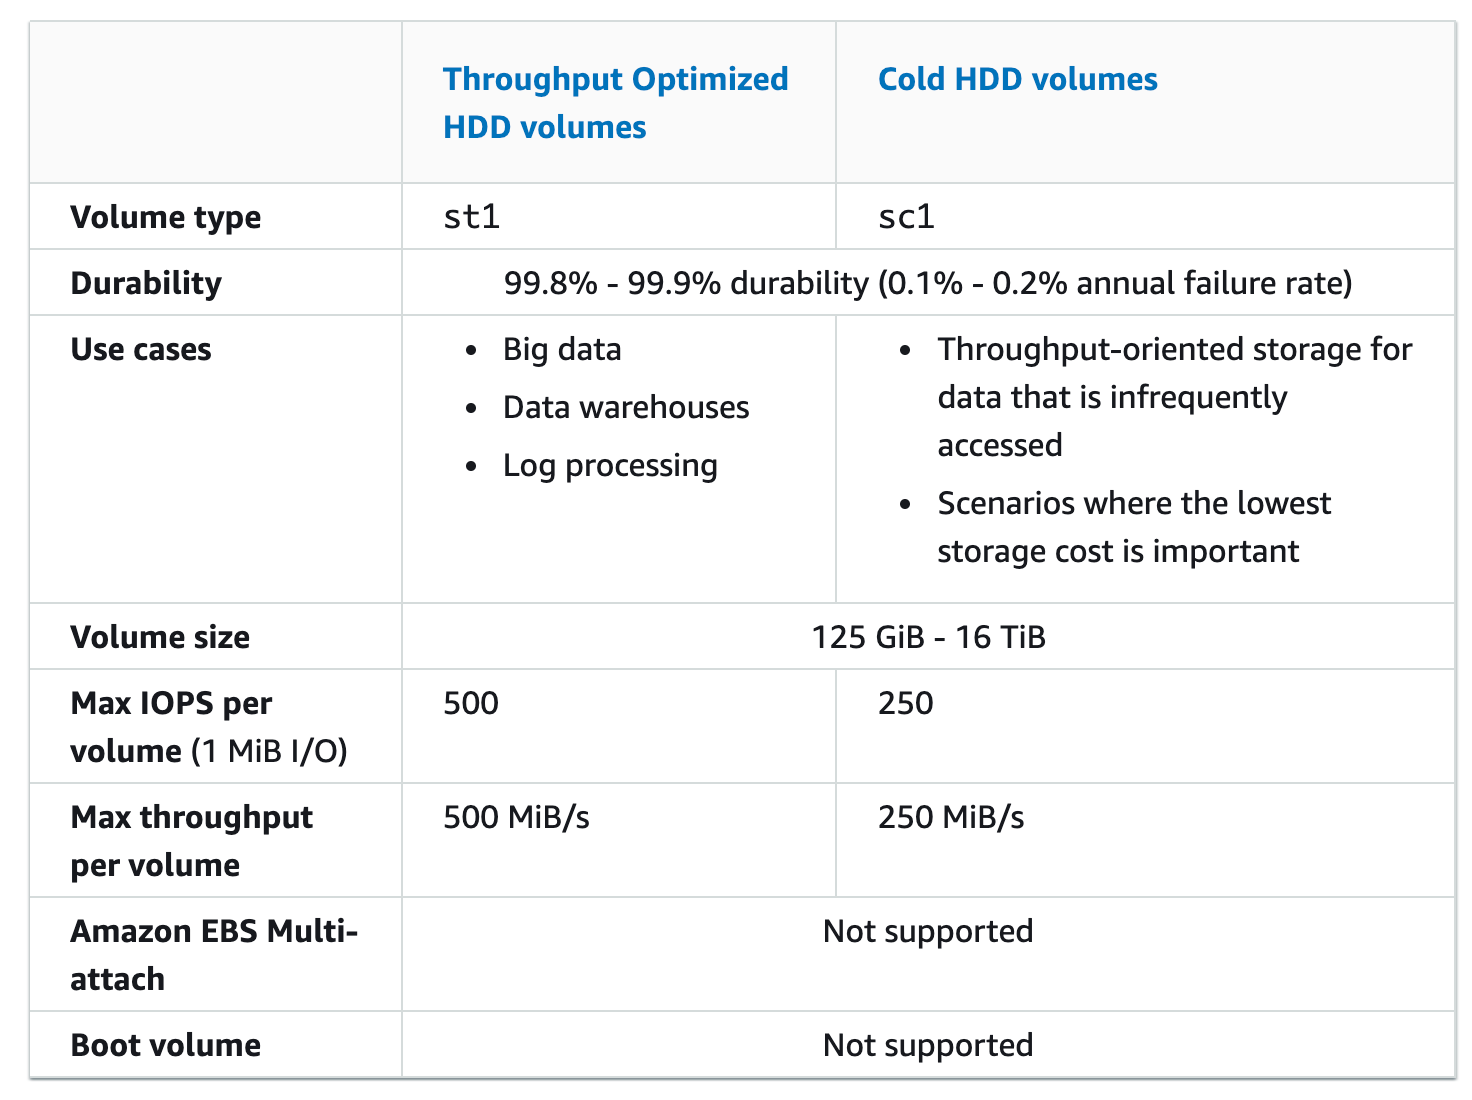 Throughput Optimized
HDD volumes
Cold HDD volumes
Volume type
st1
sc1
Durability
99.8% - 99.9% durability (0.1% - 0.2% annual failure rate)
Use cases
• Big data
• Data warehouses
• Log processing
• Throughput-oriented storage for
data that is infrequently
accessed
• Scenarios where the lowest
storage cost is important
Volume size
125 GiB - 16 TiB
Max IOPS per
volume (1 MiB I/O)
500
250
Max throughput
per volume
500 MiB/s
250 MiB/s
Amazon EBS Multi-
attach
Not supported
Boot volume
Not supported